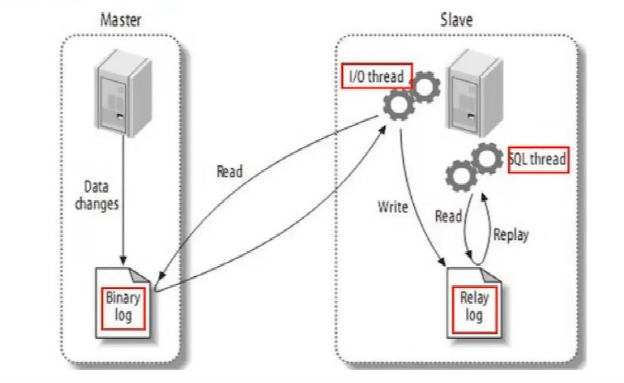 Master
Slave
I/O thread
SQL thread
Read
Data
changes
Write
Read
Replay
Binary
log
Relay
log